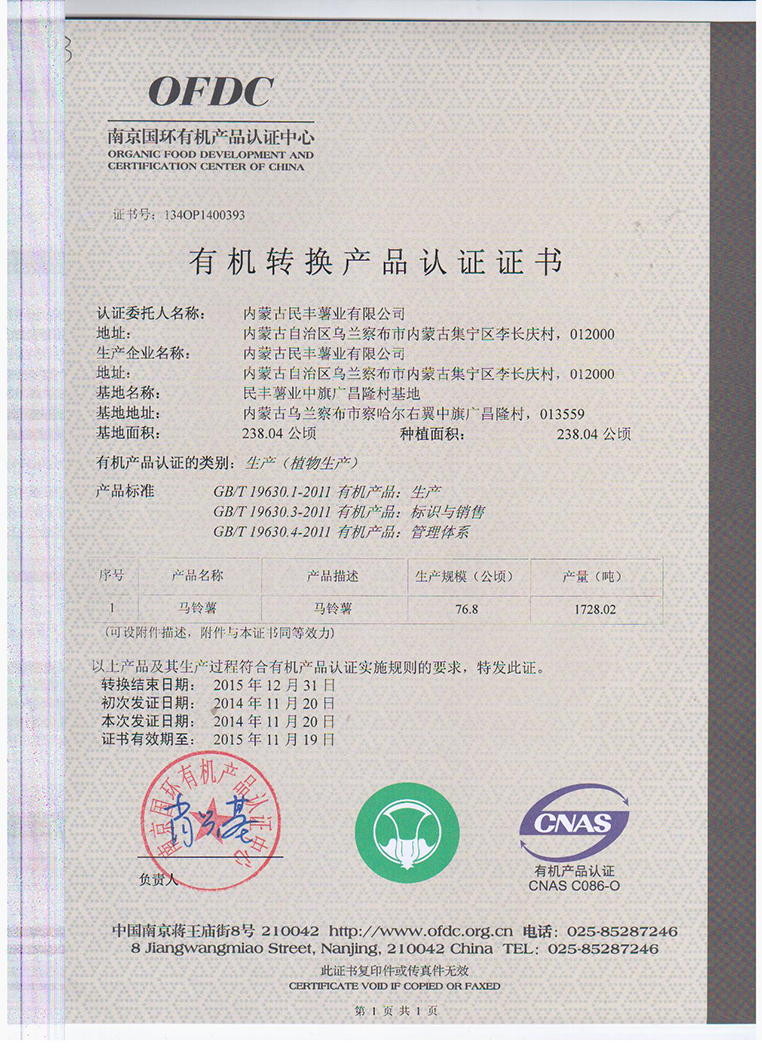 OFDC
南京国环有机产品认证中心
ORGANIC FOOD DEVELOPMENT AND
CERTIFICATION CENTER OF CHINA
证书号：134OP1400393
有机转换产品认证证书
认证委托人名称： 内蒙古民丰薯业有限公司
地址： 内蒙古自治区乌兰察布市内蒙古集宁区李长庆村，012000
生产企业名称： 内蒙古民丰薯业有限公司
地址： 内蒙古自治区乌兰察布市内蒙古集宁区李长庆村，012000
基地名称： 民丰薯业中旗广昌隆村基地
基地地址： 内蒙古乌兰察布市察哈尔右翼中旗广昌隆村，013559
基地面积： 238.04 公顷 种植面积： 238.04 公顷
有机产品认证的类别：生产（植物生产）
产品标准 GB/T 19630.1-2011 有机产品：生产
GB/T 19630.3-2011 有机产品：标识与销售
GB/T 19630.4-2011 有机产品：管理体系
序号 产品名称 产品描述 生产规模（公顷） 产量（吨）
1 马铃薯 马铃薯 76.8 1728.02
(可设附件描述，附件与本证书同等效力)
以上产品及其生产过程符合有机产品认证实施规则的要求，特发此证。
转换结束日期： 2015 年 12 月 31 日
初次发证日期： 2014 年 11 月 20 日
本次发证日期： 2014 年 11 月 20 日
证书有效期至： 2015 年 11 月 19 日
南京国环有机产品认证中心
负责人
CNAS
有机产品认证
CNAS C086-O
中国南京蒋王庙街8号 210042 http://www.ofdc.org.cn 电话：025-85287246
8 Jiangwangmiao Street, Nanjing, 210042 China TEL：025-85287246
此证书复印件或传真件无效
CERTIFICATE VOID IF COPIED OR FAXED
第 1 页 共 1 页